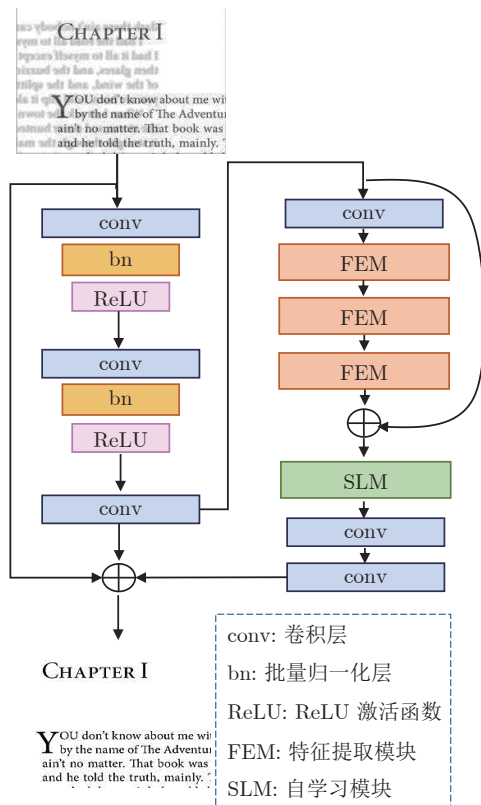 CHAPTER I
YOU don't know about me wi
by the name of The Adventur
ain't no matter. That book was
and he told the truth, mainly.
conv
bn
ReLU
conv
bn
ReLU
conv
conv
FEM
FEM
FEM
SLM
conv
conv
CHAPTER I
YOU don't know about me wi
by the name of The Adventur
ain't no matter. That book was
and he told the truth, mainly.
conv: 卷积层
bn: 批量归一化层
ReLU: ReLU 激活函数
FEM: 特征提取模块
SLM: 自学习模块